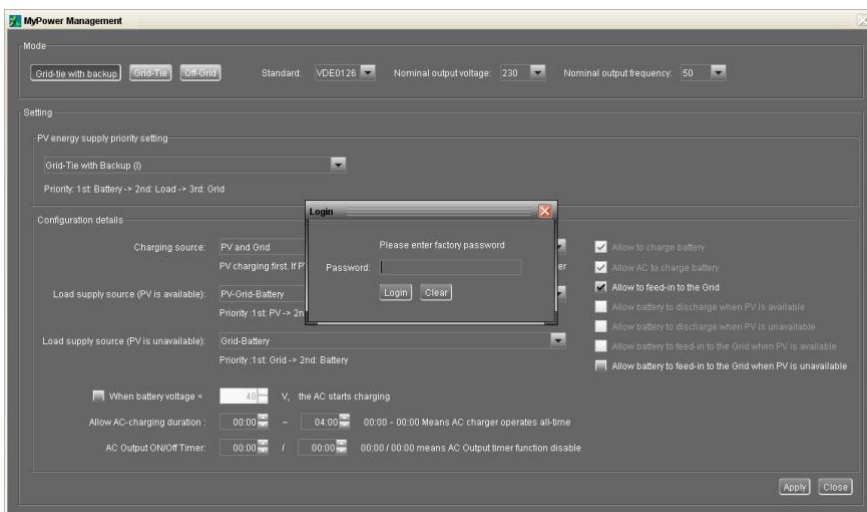 MyPower Management
Mode
Grid-tie with backup Grid-Tie Off-Grid Standard: VDE0126 Nominal output voltage: 230 Nominal output frequency: 50
Setting
PV energy supply priority setting
Grid-Tie with Backup (I)
Priority: 1st: Battery-> 2nd: Load-> 3rd: Grid
Login
Please enter factory password
Password:
Login Clear
Configuration details
Charging source: PV and Grid
PV charging first. If P er
Load supply source (PV is available): PV-Grid-Battery
Priority :1st: PV-> 2n
Load supply source (PV is unavailable): Grid-Battery
Priority :1st: Grid-> 2nd: Battery
Allow to charge battery
Allow AC to charge battery
Allow to feed-in to the Grid
Allow battery to discharge when PV is available
Allow battery to discharge when PV is unavailable
Allow battery to feed-in to the Grid when PV is available
Allow battery to feed-in to the Grid when PV is unavailable
When battery voltage < 48 V, the AC starts charging
Allow AC-charging duration : 00:00 – 04:00 00:00 - 00:00 Means AC charger operates all-time
AC Output ON/Off Timer: 00:00 / 00:00 00:00 / 00:00 means AC Output timer function disable
Apply Close